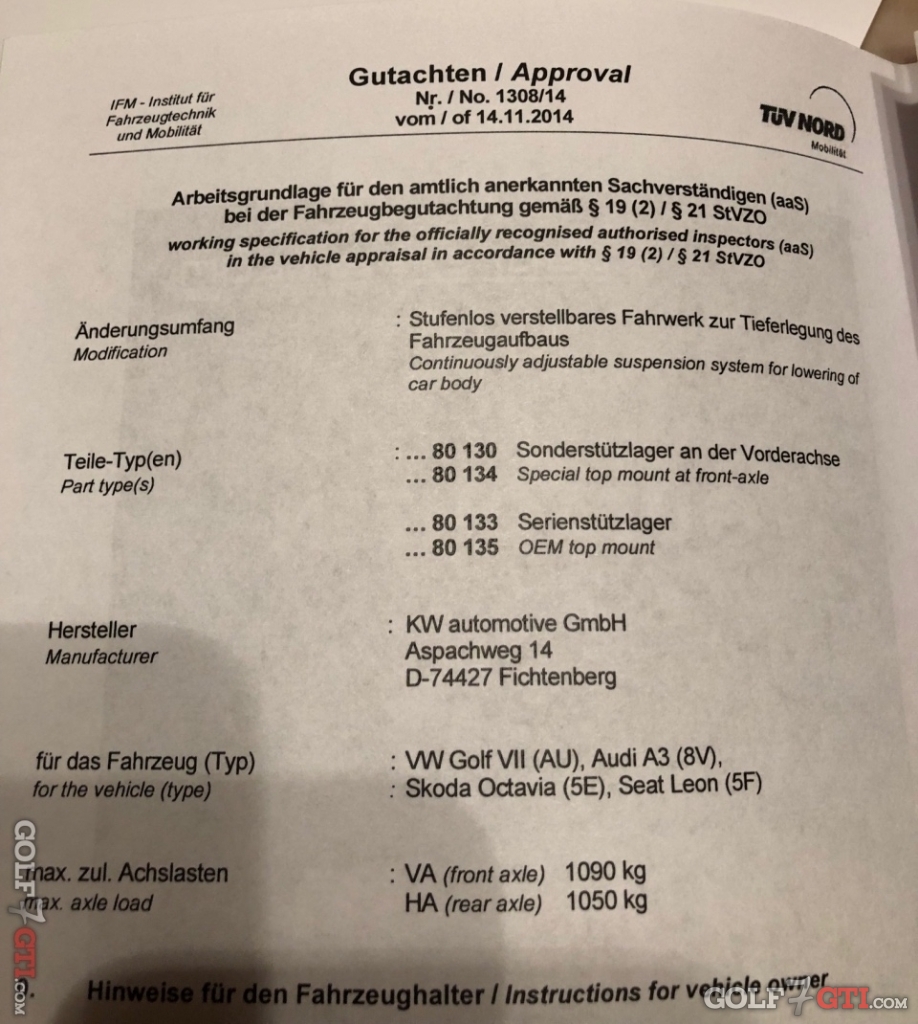 Gutachten / Approval
Nr. / No. 1308/14
vom / of 14.11.2014
IFM - Institut für
Fahrzeugtechnik
und Mobilität
TÜV NORD
Mobilität
Arbeitsgrundlage für den amtlich anerkannten Sachverständigen (aaS)
bei der Fahrzeugbegutachtung gemäß § 19 (2) / § 21 StVZO
working specification for the officially recognised authorised inspectors (aaS)
in the vehicle appraisal in accordance with § 19 (2) / § 21 StVZO
Änderungsumfang : Stufenlos verstellbares Fahrwerk zur Tieferlegung des
Fahrzeugaufbaus
Modification
Continuously adjustable suspension system for lowering of
car body
Teile-Typ(en) : ... 80 130 Sonderstützlager an der Vorderachse
Part type(s) ... 80 134 Special top mount at front-axle
... 80 133 Serienstützlager
... 80 135 OEM top mount
Hersteller : KW automotive GmbH
Manufacturer Aspachweg 14
D-74427 Fichtenberg
für das Fahrzeug (Typ) : VW Golf VII (AU), Audi A3 (8V),
for the vehicle (type) : Skoda Octavia (5E), Seat Leon (5F)
max. zul. Achslasten : VA (front axle) 1090 kg
max. axle load HA (rear axle) 1050 kg
Hinweise für den Fahrzeughalter / Instructions for vehicle owner
GOLF7GTI.COM
GOLF7GTI.COM